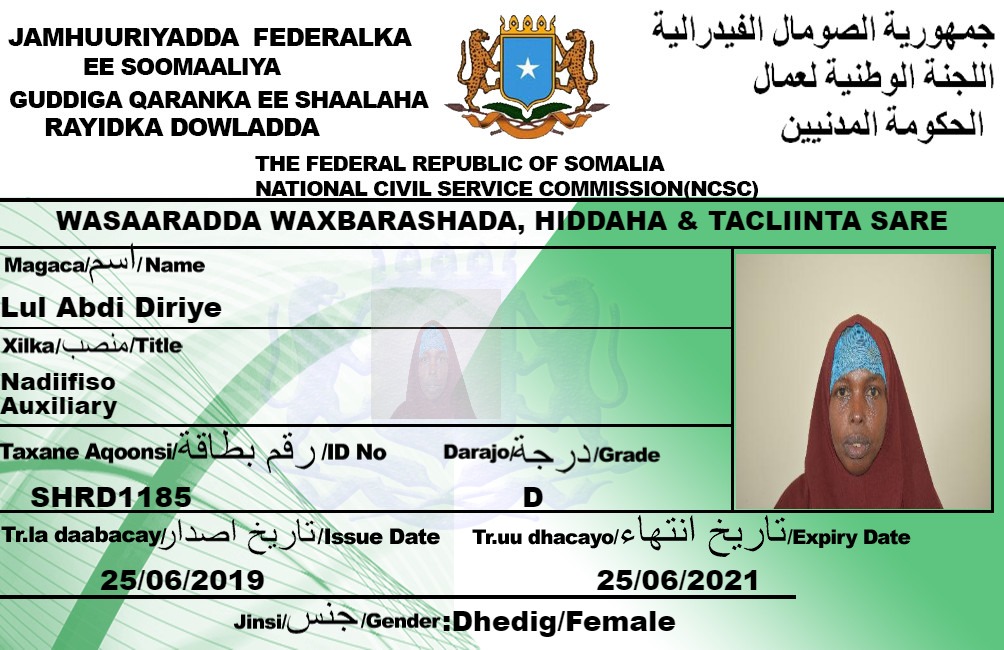 JAMHUURIYADDA FEDERALKA
EE SOOMAALIYA
GUDDIGA QARANKA EE SHAALAHA
RAYIDKA DOWLADDA
جمهورية الصومال الفيدرالية
اللجنة الوطنية لعمال
الحكومة المدنيين
THE FEDERAL REPUBLIC OF SOMALIA
NATIONAL CIVIL SERVICE COMMISSION(NCSC)
WASAARADDA WAXBARASHADA, HIDDAHA & TACLIINTA SARE
Magaca/اسم/Name
Lul Abdi Diriye
Xilka/منصب/Title
Nadiifiso
Auxiliary
Taxane Aqoonsi/رقم بطاقة/ID No
Darajo/درجة/Grade
SHRD1185
D
Tr.la daabacay/تاريخ اصدار/Issue Date
Tr.uu dhacayo/تاريخ انتهاء/Expiry Date
25/06/2019
25/06/2021
Jinsi/جنس/Gender:Dhedig/Female